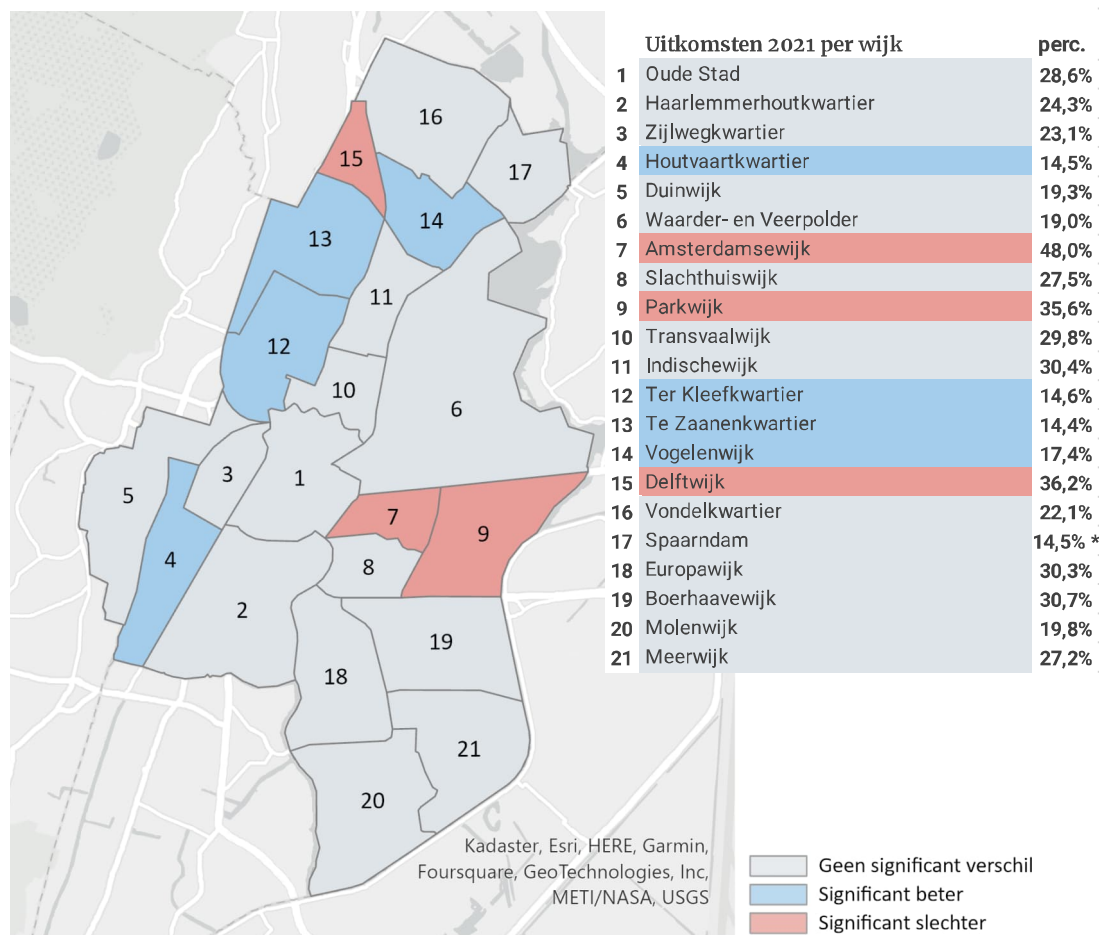 Uitkomsten 2021 per wijk perc.
1 Oude Stad 28,6%
2 Haarlemmerhoutkwartier 24,3%
3 Zijlwegkwartier 23,1%
4 Houtvaartkwartier 14,5%
5 Duinwijk 19,3%
6 Waarder- en Veerpolder 19,0%
7 Amsterdamsewijk 48,0%
8 Slachthuiswijk 27,5%
9 Parkwijk 35,6%
10 Transvaalwijk 29,8%
11 Indischewijk 30,4%
12 Ter Kleefkwartier 14,6%
13 Te Zaanenkwartier 14,4%
14 Vogelenwijk 17,4%
15 Delftwijk 36,2%
16 Vondelkwartier 22,1%
17 Spaarndam 14,5% *
18 Europawijk 30,3%
19 Boerhaavewijk 30,7%
20 Molenwijk 19,8%
21 Meerwijk 27,2%
16
15
17
14
13
11
12
10
6
3
1
5
7
9
4
8
2
19
18
21
20
Kadaster, Esri, HERE, Garmin,
Foursquare, GeoTechnologies, Inc,
METI/NASA, USGS
Geen significant verschil
Significant beter
Significant slechter